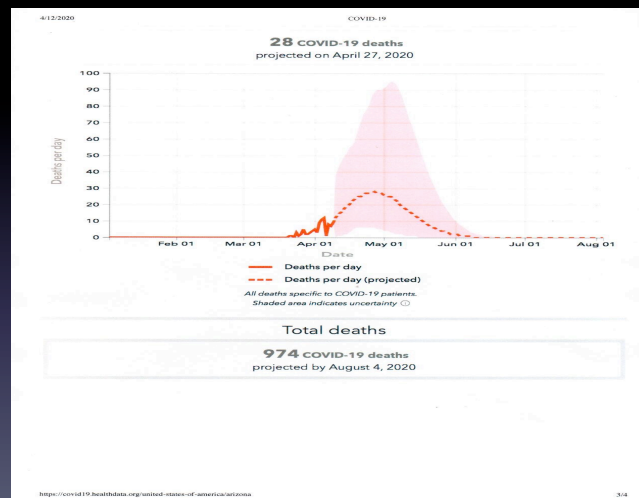 4/12/2020
COVID-19
28 COVID-19 deaths
projected on April 27, 2020
100
90
80
70
60
50
40
30
20
10
0
Deaths per day
Feb 01 Mar 01 Apr 01 May 01 Jun 01 Jul 01 Aug 01
Date
Deaths per day
Deaths per day (projected)
All deaths specific to COVID-19 patients.
Shaded area indicates uncertainty ⓘ
Total deaths
974 COVID-19 deaths
projected by August 4, 2020
https://covid19.healthdata.org/united-states-of-america/arizona
3/4